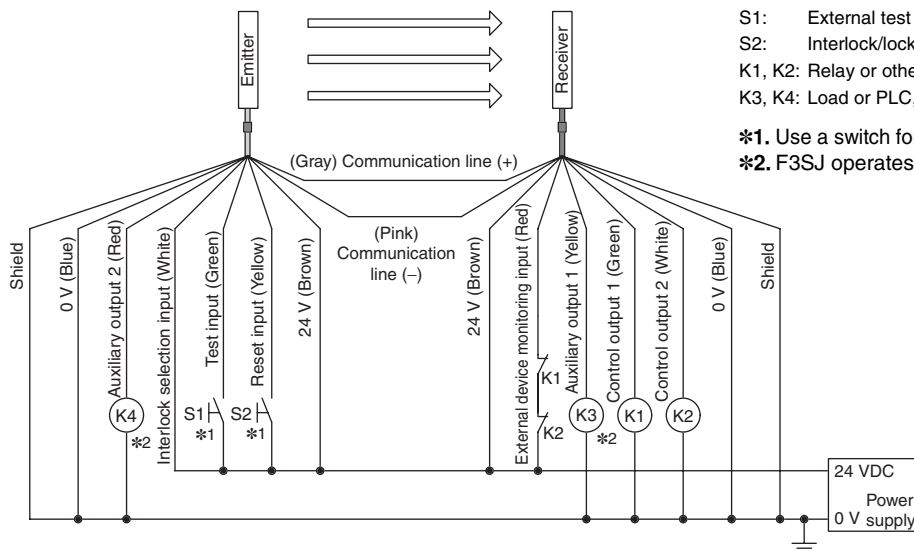 S1: External test
S2: Interlock/lock
K1, K2: Relay or othe
K3, K4: Load or PLC,
*1. Use a switch for
*2. F3SJ operates
Emitter
Receiver
(Gray) Communication line (+)
(Pink)
Communication
line (−)
Shield
0 V (Blue)
Auxiliary output 2 (Red)
Interlock selection input (White)
Test input (Green)
Reset input (Yellow)
24 V (Brown)
24 V (Brown)
External device monitoring input (Red)
Auxiliary output 1 (Yellow)
Control output 1 (Green)
Control output 2 (White)
0 V (Blue)
Shield
K4
*2
S1
*1
S2
*1
K1
K2
K3
*2
K1
K2
24 VDC
Power
0 V supply